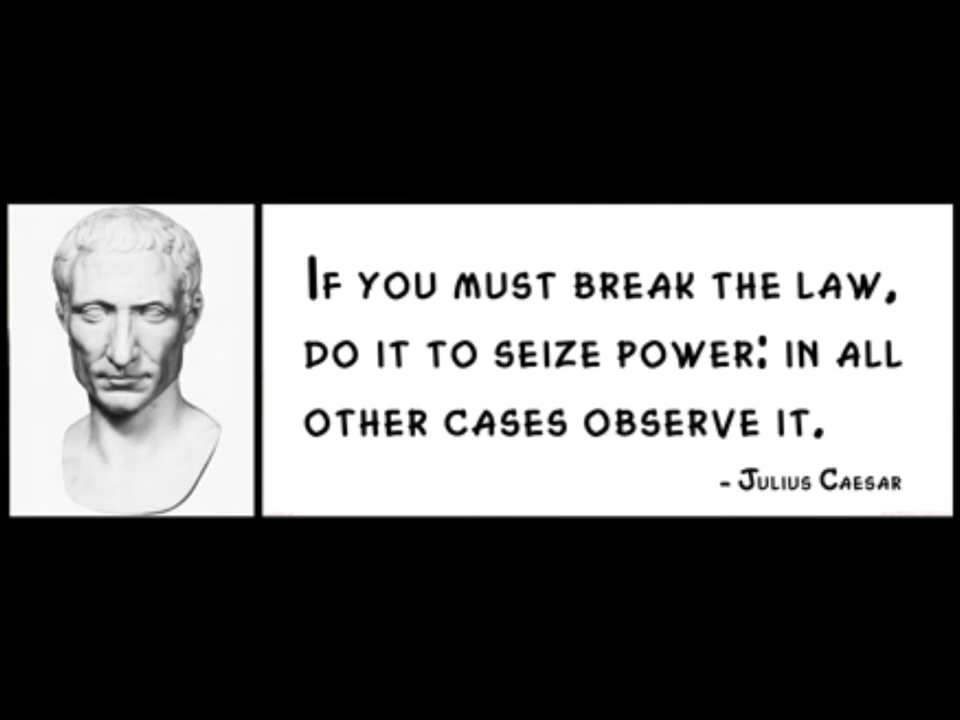 If you must break the law,
do it to seize power: in all
other cases observe it.
- Julius Caesar